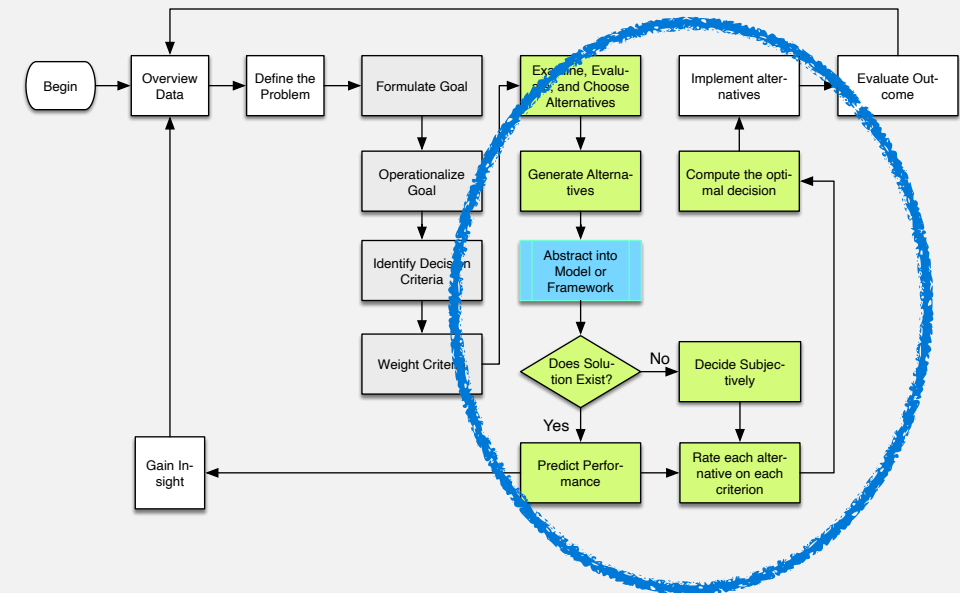 Begin
Overview
Data
Define the
Problem
Formulate Goal
Operationalize
Goal
Identify Decision
Criteria
Weight Criteria
Examine, Evalu-
and Choose
Alternatives
Generate Alterna-
tives
Abstract into
Model or
Framework
Does Solu-
tion Exist?
No
Yes
Decide Subjec-
tively
Predict Perfor-
mance
Rate each alter-
native on each
criterion
Compute the opti-
mal decision
Implement alter-
natives
Evaluate Out-
come
Gain In-
sight